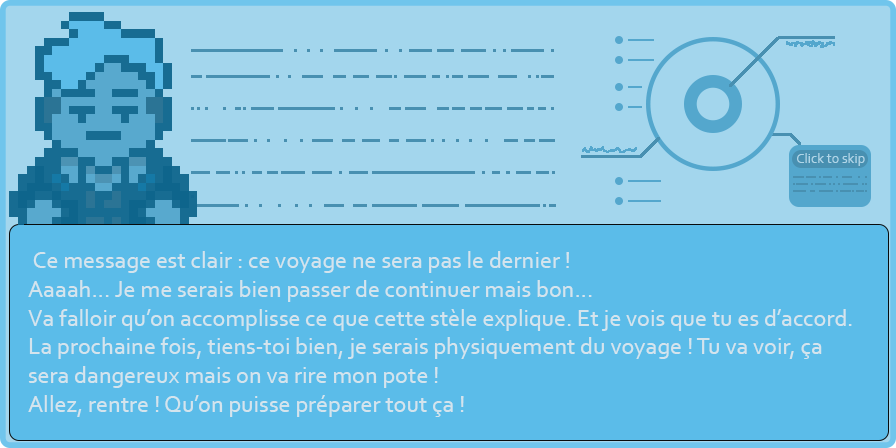 Click to skip
Ce message est clair : ce voyage ne sera pas le dernier !
Aaaah... Je me serais bien passer de continuer mais bon...
Va falloir qu'on accomplisse ce que cette stèle explique. Et je vois que tu es d'accord.
La prochaine fois, tiens-toi bien, je serais physiquement du voyage ! Tu va voir, ça
sera dangereux mais on va rire mon pote !
Allez, rentre ! Qu'on puisse préparer tout ça !